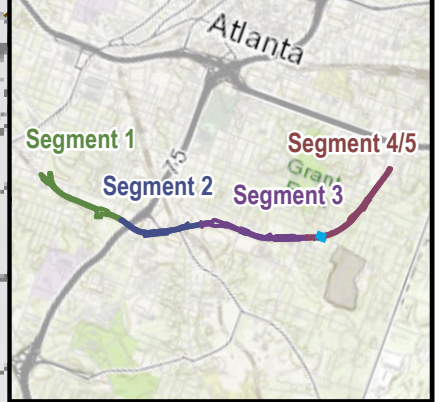 Atlanta
Segment 1
Segment 4/5
I-75
Grant
Segment 2
Segment 3